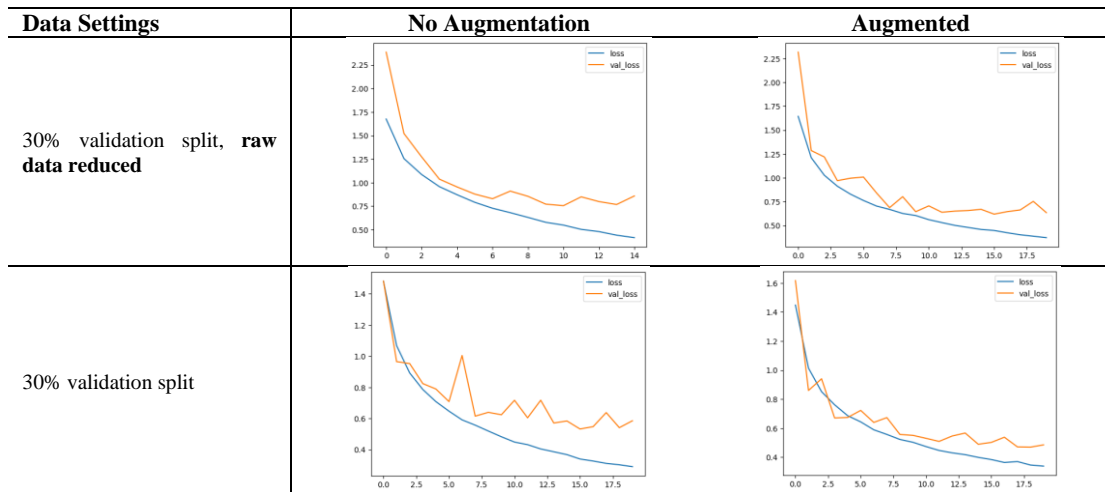 Data Settings No Augmentation Augmented
30% validation split, raw
data reduced
loss
val_loss
2.25
2.00
1.75
1.50
1.25
1.00
0.75
0.50
0 2 4 6 8 10 12 14
loss
val_loss
2.25
2.00
1.75
1.50
1.25
1.00
0.75
0.50
0.0 2.5 5.0 7.5 10.0 12.5 15.0 17.5
30% validation split
loss
val_loss
1.4
1.2
1.0
0.8
0.6
0.4
0.0 2.5 5.0 7.5 10.0 12.5 15.0 17.5
loss
val_loss
1.6
1.4
1.2
1.0
0.8
0.6
0.4
0.0 2.5 5.0 7.5 10.0 12.5 15.0 17.5